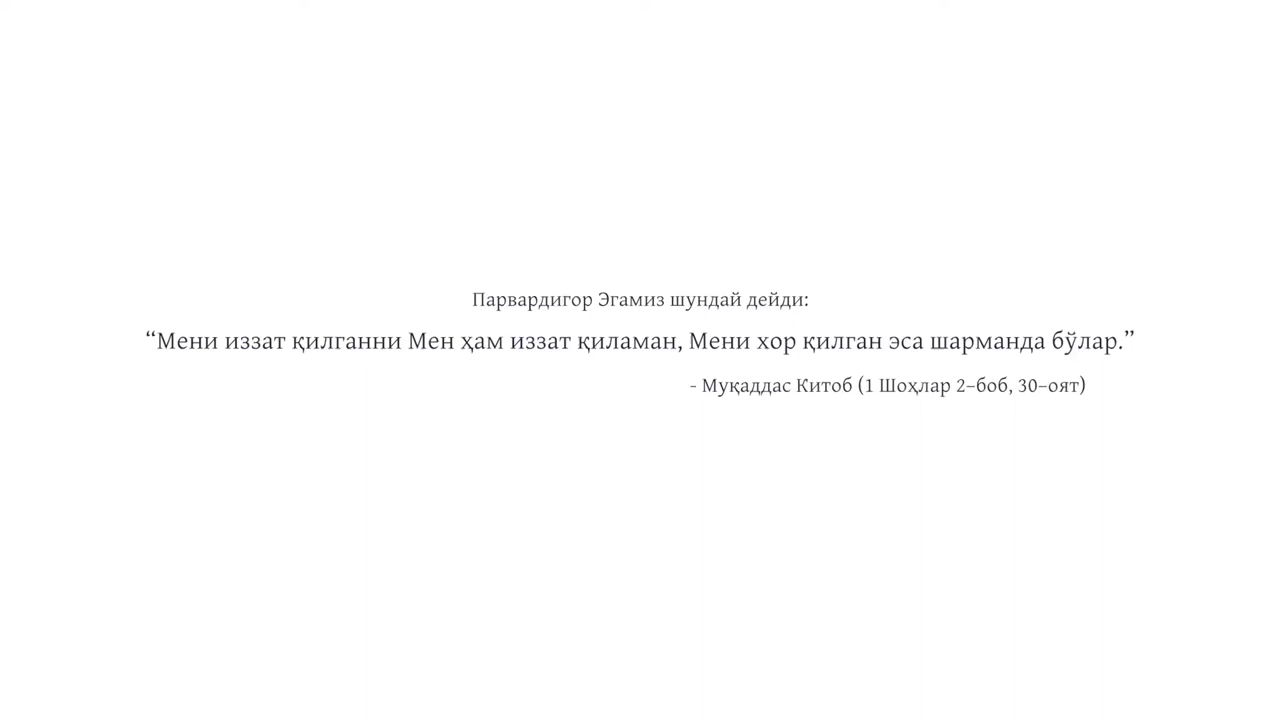 Парвардигор Эгамиз шундай дейди:
“Мени иззат қилганни Мен ҳам иззат қиламан, Мени хор қилган эса шарманда бўлар.”
- Муқаддас Китоб (1 Шоҳлар 2–боб, 30–оят)